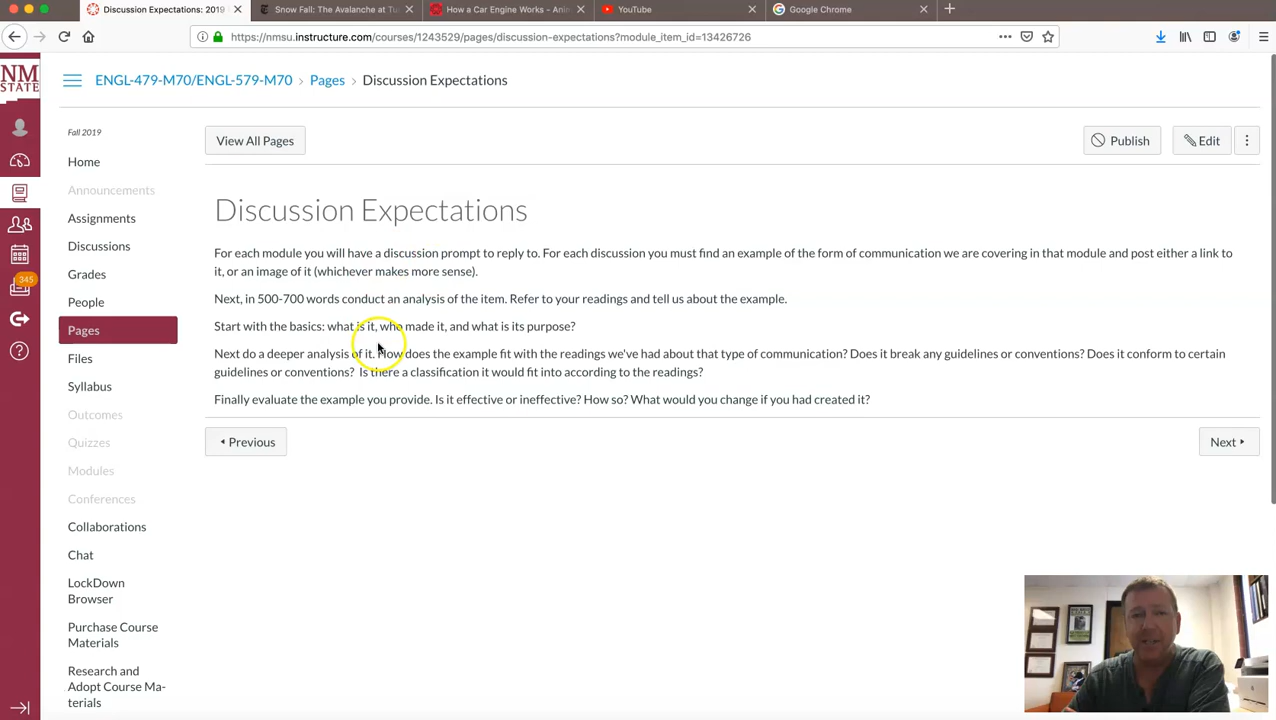 Discussion Expectations: 2019
Snow Fall: The Avalanche at Tu
How a Car Engine Works - Anim
YouTube
Google Chrome
https://nmsu.instructure.com/courses/1243529/pages/discussion-expectations?module_item_id=13426726
NM
STATE
ENGL-479-M70/ENGL-579-M70 › Pages › Discussion Expectations
Fall 2019
Home
Announcements
Assignments
Discussions
Grades
People
Pages
Files
Syllabus
Outcomes
Quizzes
Modules
Conferences
Collaborations
Chat
LockDown
Browser
Purchase Course
Materials
Research and
Adopt Course Ma-
terials
345
View All Pages
Publish
Edit
Discussion Expectations
For each module you will have a discussion prompt to reply to. For each discussion you must find an example of the form of communication we are covering in that module and post either a link to
it, or an image of it (whichever makes more sense).
Next, in 500-700 words conduct an analysis of the item. Refer to your readings and tell us about the example.
Start with the basics: what is it, who made it, and what is its purpose?
Next do a deeper analysis of it. How does the example fit with the readings we've had about that type of communication? Does it break any guidelines or conventions? Does it conform to certain
guidelines or conventions? Is there a classification it would fit into according to the readings?
Finally evaluate the example you provide. Is it effective or ineffective? How so? What would you change if you had created it?
Previous
Next